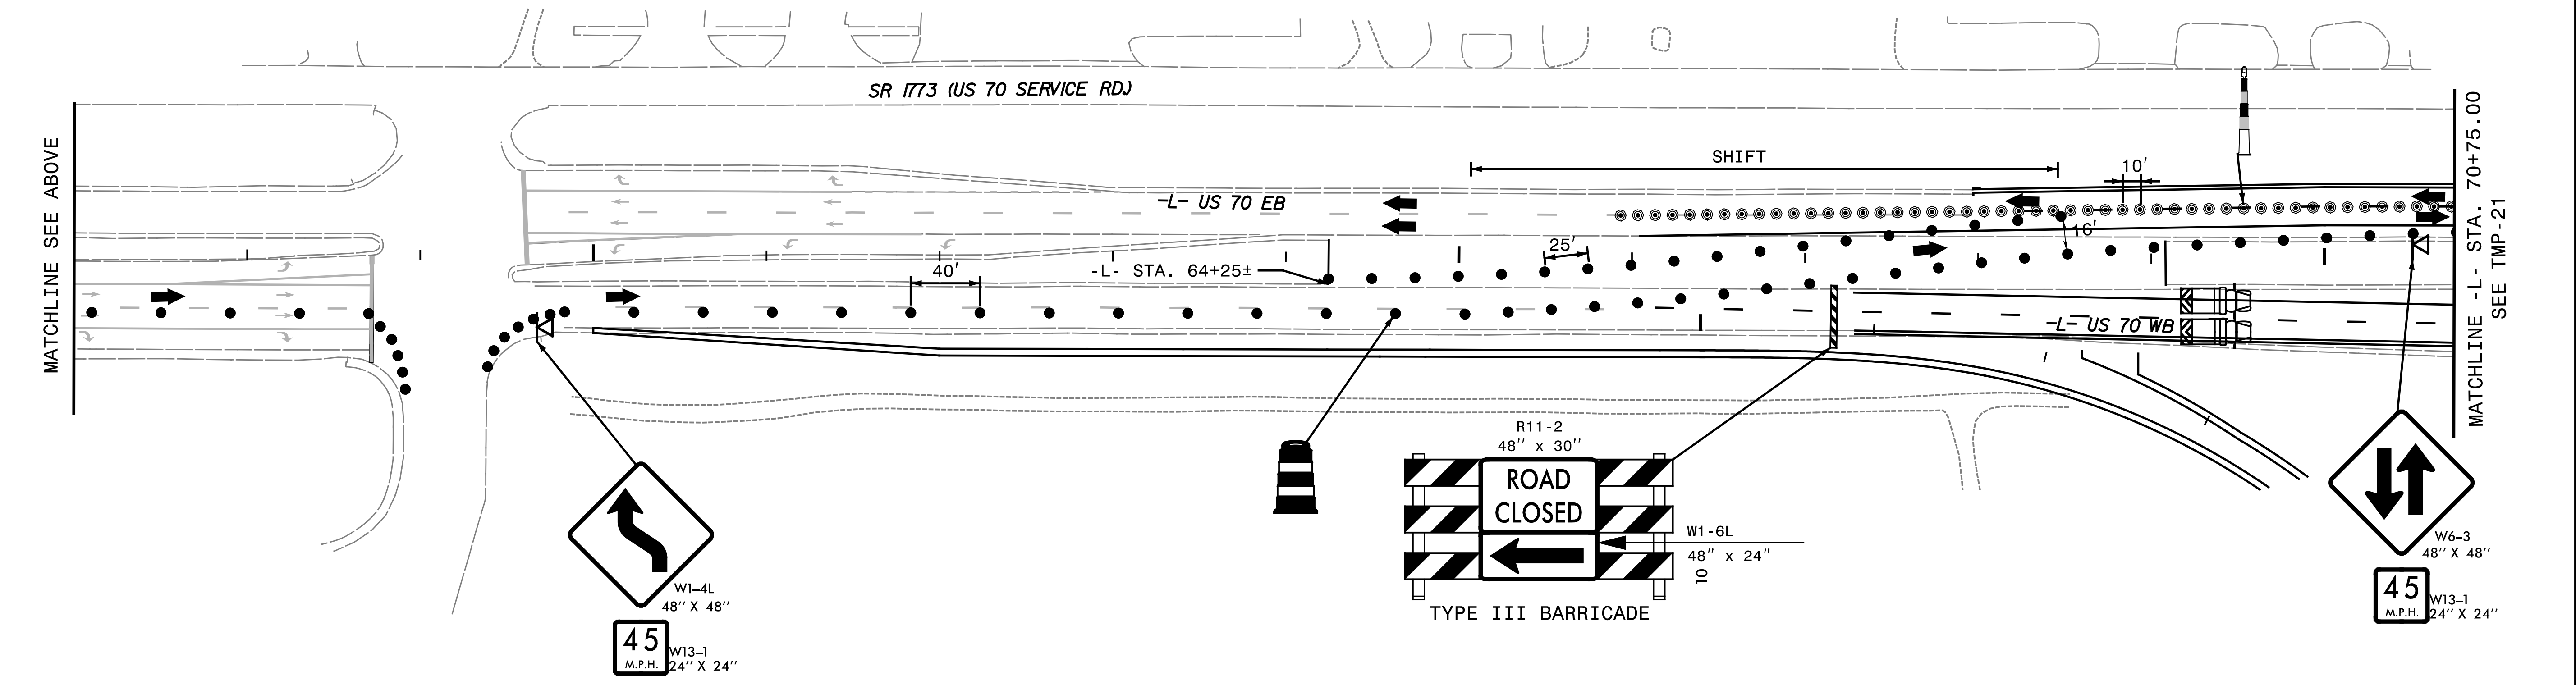 SR 1773 (US 70 SERVICE RD.)
MATCHLINE SEE ABOVE
MATCHLINE -L- STA. 70+75.00
SEE TMP-21
SHIFT
10'
-L- US 70 EB
16'
25'
-L- STA. 64+25±
40'
-L- US 70 WB
R11-2
48" x 30"
ROAD
CLOSED
W1-6L
48" x 24"
10
TYPE III BARRICADE
W1-4L
48" X 48"
45
M.P.H.
W13-1
24" X 24"
W6-3
48" X 48"
45
M.P.H.
W13-1
24" X 24"